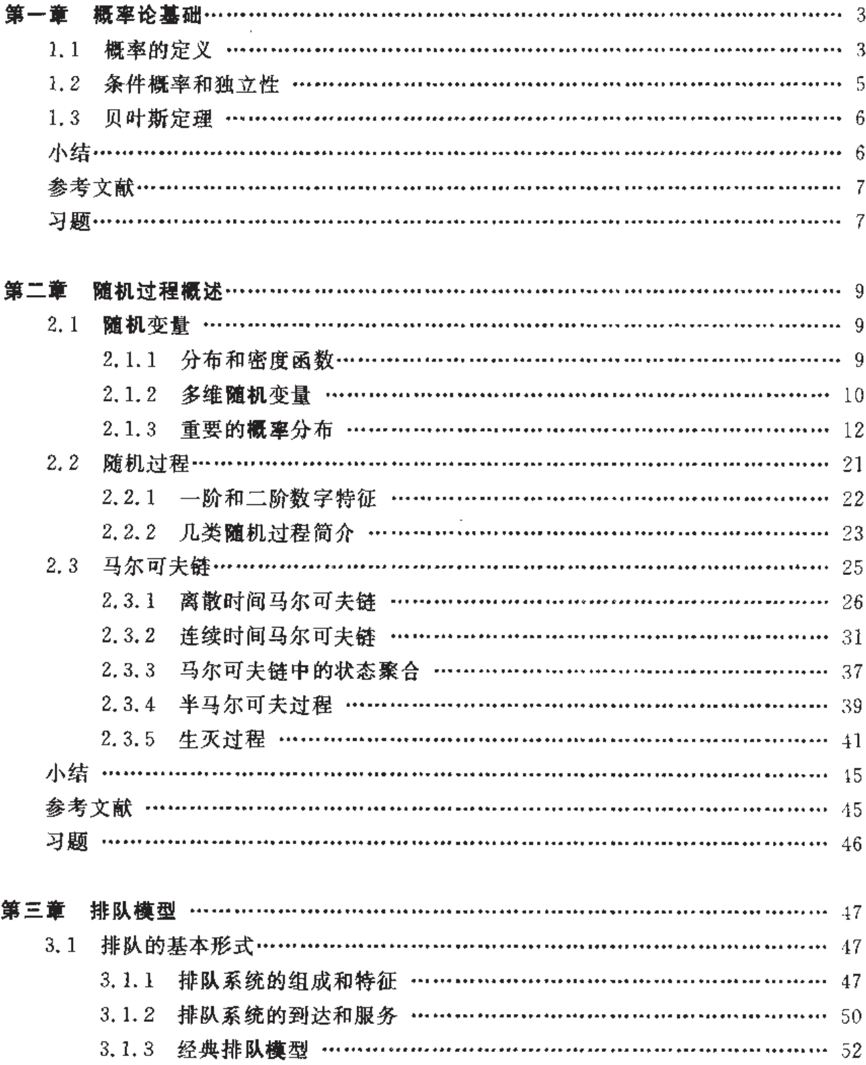 第一章 概率论基础…………………………………… 3
1.1 概率的定义 …………………………………… 3
1.2 条件概率和独立性 …………………………………… 5
1.3 贝叶斯定理 …………………………………… 6
小结…………………………………… 6
参考文献…………………………………… 7
习题…………………………………… 7
第二章 随机过程概述…………………………………… 9
2.1 随机变量 …………………………………… 9
2.1.1 分布和密度函数…………………………………… 9
2.1.2 多维随机变量 …………………………………… 10
2.1.3 重要的概率分布 …………………………………… 12
2.2 随机过程…………………………………… 21
2.2.1 一阶和二阶数字特征 …………………………………… 22
2.2.2 几类随机过程简介 …………………………………… 23
2.3 马尔可夫链…………………………………… 25
2.3.1 离散时间马尔可夫链 …………………………………… 26
2.3.2 连续时间马尔可夫链 …………………………………… 31
2.3.3 马尔可夫链中的状态聚合 …………………………………… 37
2.3.4 半马尔可夫过程 …………………………………… 39
2.3.5 生灭过程 …………………………………… 41
小结 …………………………………… 45
参考文献 …………………………………… 45
习题 …………………………………… 46
第三章 排队模型 …………………………………… 47
3.1 排队的基本形式…………………………………… 47
3.1.1 排队系统的组成和特征 …………………………………… 47
3.1.2 排队系统的到达和服务 …………………………………… 50
3.1.3 经典排队模型 …………………………………… 52